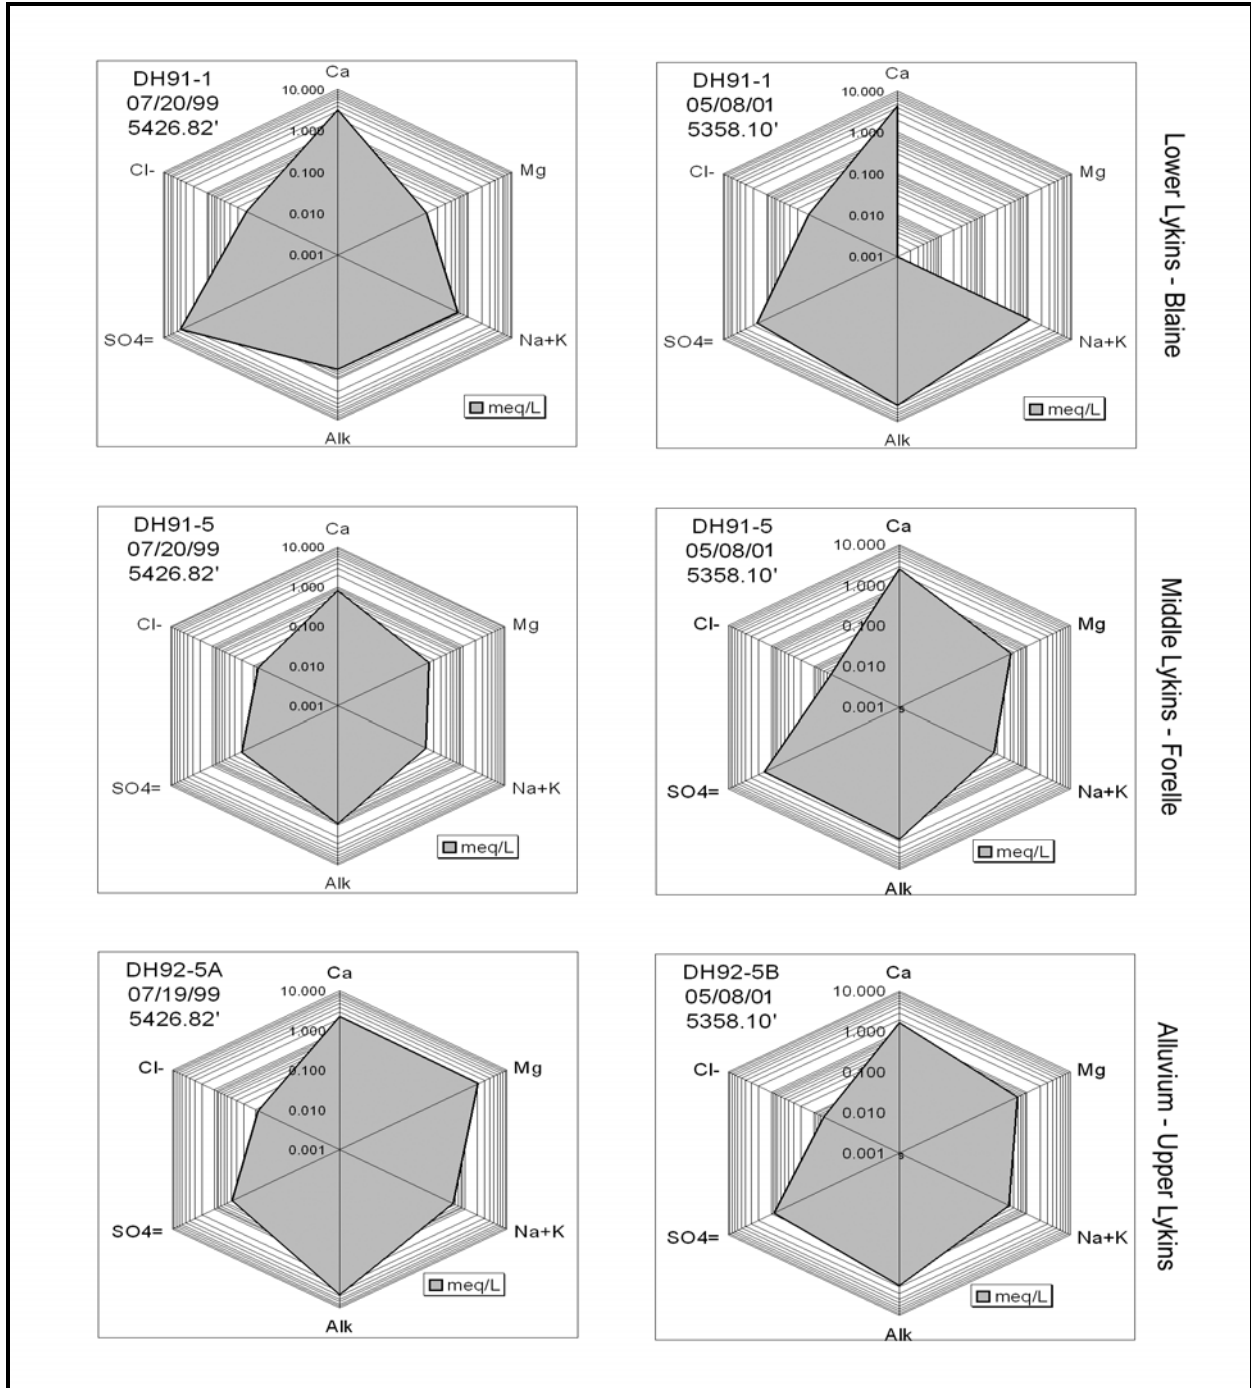 DH91-1
07/20/99
5426.82'
Ca
10.000
1.000
0.100
0.010
0.001
Cl-
Mg
SO4=
Na+K
Alk
meq/L
DH91-1
05/08/01
5358.10'
Ca
10.000
1.000
0.100
0.010
0.001
Cl-
Mg
SO4=
Na+K
Alk
meq/L
Lower Lykins - Blaine
DH91-5
07/20/99
5426.82'
Ca
10.000
1.000
0.100
0.010
0.001
Cl-
Mg
SO4=
Na+K
Alk
meq/L
DH91-5
05/08/01
5358.10'
Ca
10.000
1.000
0.100
0.010
0.001
s
Cl-
Mg
SO4=
Na+K
Alk
meq/L
Middle Lykins - Forelle
DH92-5A
07/19/99
5426.82'
Ca
10.000
1.000
0.100
0.010
0.001
Cl-
Mg
SO4=
Na+K
Alk
meq/L
DH92-5B
05/08/01
5358.10'
Ca
10.000
1.000
0.100
0.010
0.001
s
Cl-
Mg
SO4=
Na+K
Alk
meq/L
Alluvium - Upper Lykins